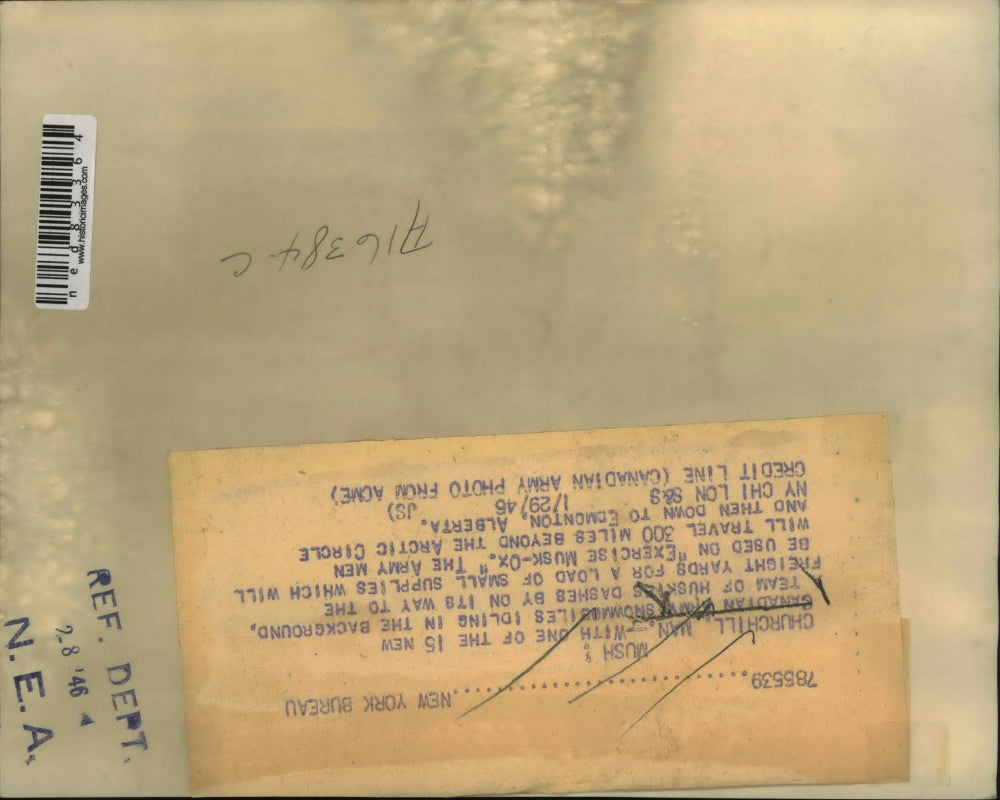 785539..............................NEW YORK BUREAU
MUSH!
CHURCHILL, MAN.--WITH ONE OF THE 15 NEW
CANADIAN ARMY SNOWMOBILES IDLING IN THE BACKGROUND,
TEAM OF HUSKIES DASHES BY ON ITS WAY TO THE
FREIGHT YARDS FOR A LOAD OF SMALL SUPPLIES WHICH WILL
BE USED ON "EXERCISE MUSK-OX." THE ARMY MEN
WILL TRAVEL 300 MILES BEYOND THE ARCTIC CIRCLE
AND THEN DOWN TO EDMONTON, ALBERTA.
NY CHI LON S&S 1/29/46 JS)
CREDIT LINE (CANADIAN ARMY PHOTO FROM ACME)
A16384-C
REF. DEPT.
2-8 '46
N.E.A.
www.historicimages.com
ned83364